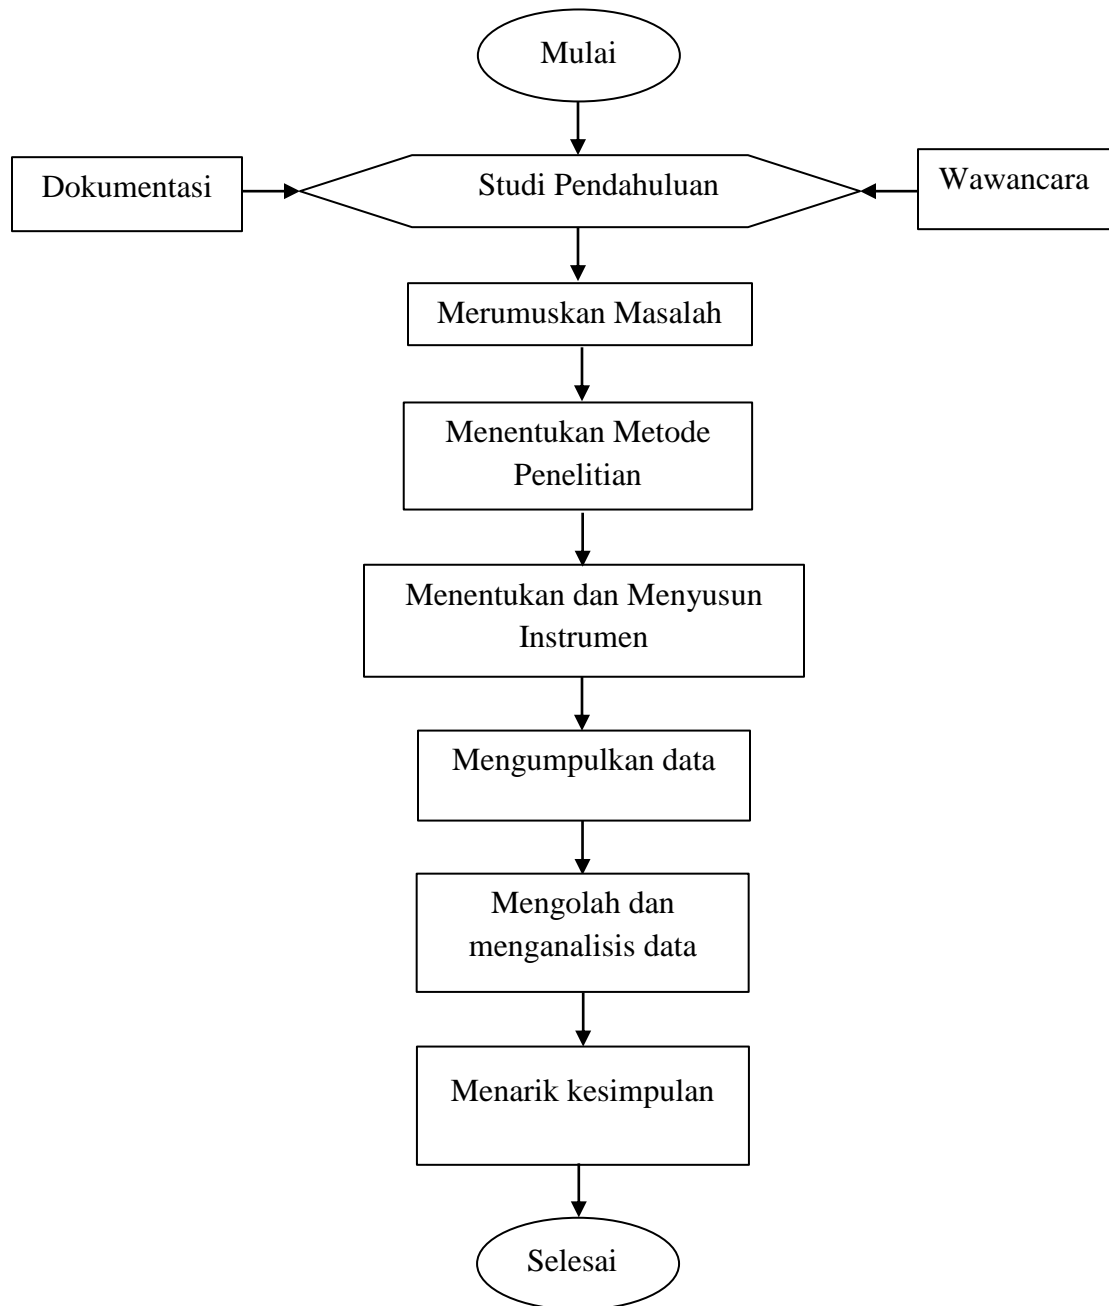 Mulai
Dokumentasi
Studi Pendahuluan
Wawancara
Merumuskan Masalah
Menentukan Metode
Penelitian
Menentukan dan Menyusun
Instrumen
Mengumpulkan data
Mengolah dan
menganalisis data
Menarik kesimpulan
Selesai